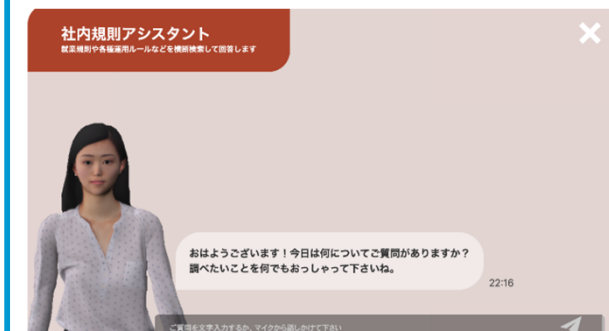 社内規則アシスタント
就業規則や各種運用ルールなどを横断検索して回答します
おはようございます！今日は何についてご質問がありますか？
調べたいことを何でもおっしゃって下さいね。
22:16
ご質問を文字入力するか、マイクから話しかけて下さい